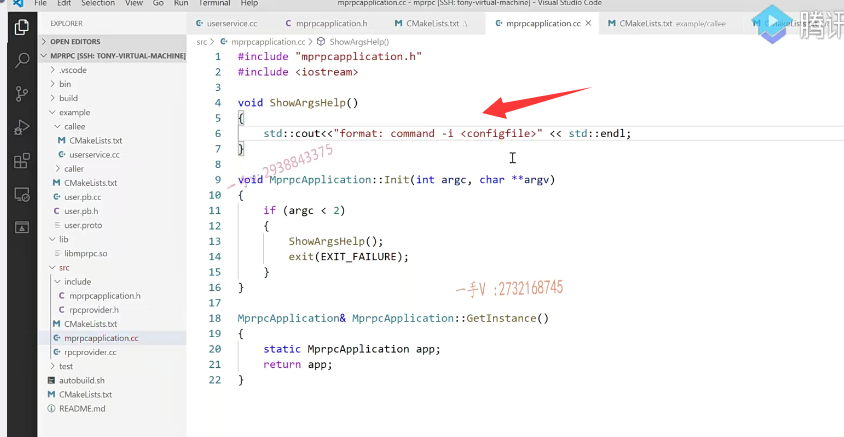 File Edit Selection View Go Run Terminal Help mprpcapplication.cc - mprpc [SSH: tony-virtual-machine] - Visual Studio Code
腾讯
EXPLORER
OPEN EDITORS
MPRPC [SSH: TONY-VIRTUAL-MACHINE]
.vscode
bin
build
example
callee
CMakeLists.txt
userservice.cc
caller
CMakeLists.txt
user.pb.cc
user.pb.h
user.proto
lib
libmprpc.so
src
include
mprpcapplication.h
rpcprovider.h
CMakeLists.txt
mprpcapplication.cc
rpcprovider.cc
test
autobuild.sh
CMakeLists.txt
README.md
userservice.cc mprpcapplication.h CMakeLists.txt .\ mprpcapplication.cc CMakeLists.txt example/callee
src > mprpcapplication.cc > ShowArgsHelp()
1 #include "mprpcapplication.h"
2 #include <iostream>
3
4 void ShowArgsHelp()
5 {
6 std::cout<<"format: command -i <configfile>" << std::endl;
7 }
8
一手 2938843375
9 void MprpcApplication::Init(int argc, char **argv)
10 {
11 if (argc < 2)
12 {
13 ShowArgsHelp();
14 exit(EXIT_FAILURE);
15 }
16 }
一手V :2732168745
17
18 MprpcApplication& MprpcApplication::GetInstance()
19 {
20 static MprpcApplication app;
21 return app;
22 }